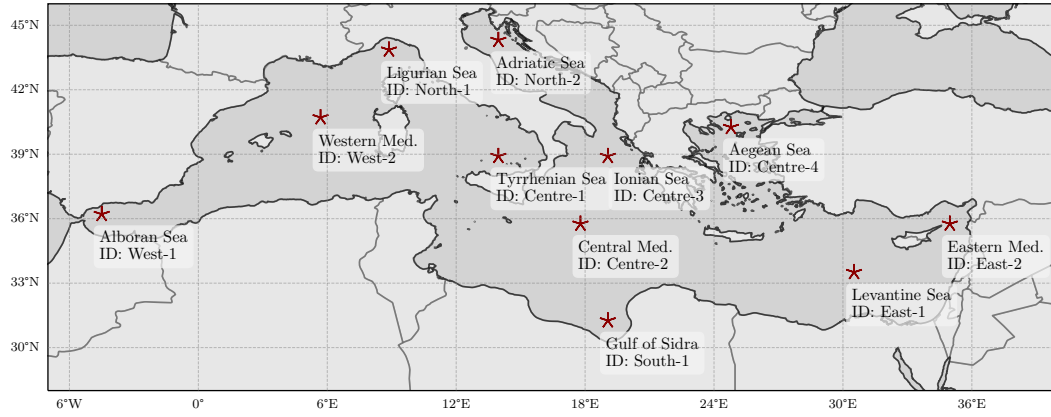 45°N
42°N
39°N
36°N
33°N
30°N
Adriatic Sea
ID: North-2
Ligurian Sea
ID: North-1
Western Med.
ID: West-2
Aegean Sea
ID: Centre-4
Tyrrhenian Sea
ID: Centre-1
Ionian Sea
ID: Centre-3
Alboran Sea
ID: West-1
Central Med.
ID: Centre-2
Eastern Med.
ID: East-2
Levantine Sea
ID: East-1
Gulf of Sidra
ID: South-1
6°W
0°
6°E
12°E
18°E
24°E
30°E
36°E